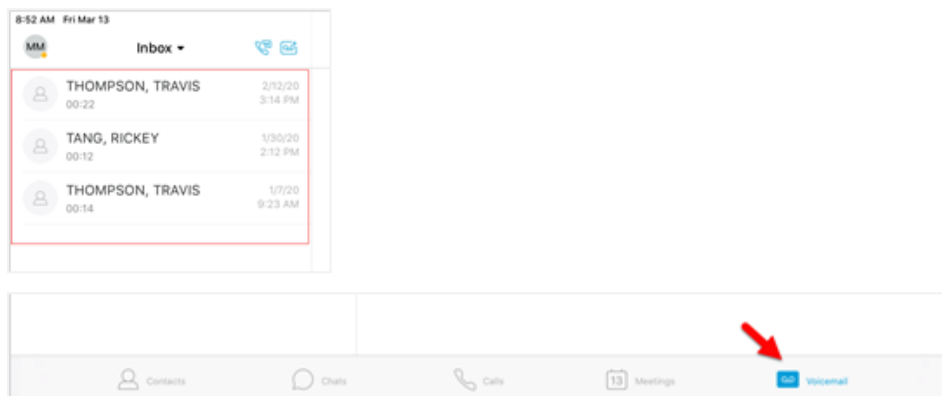 8:52 AM Fri Mar 13
MM Inbox
THOMPSON, TRAVIS 2/12/20
00:22 3:14 PM
TANG, RICKEY 1/30/20
00:12 2:12 PM
THOMPSON, TRAVIS 1/7/20
00:14 9:23 AM
Contacts Chats Calls 13 Meetings Voicemail